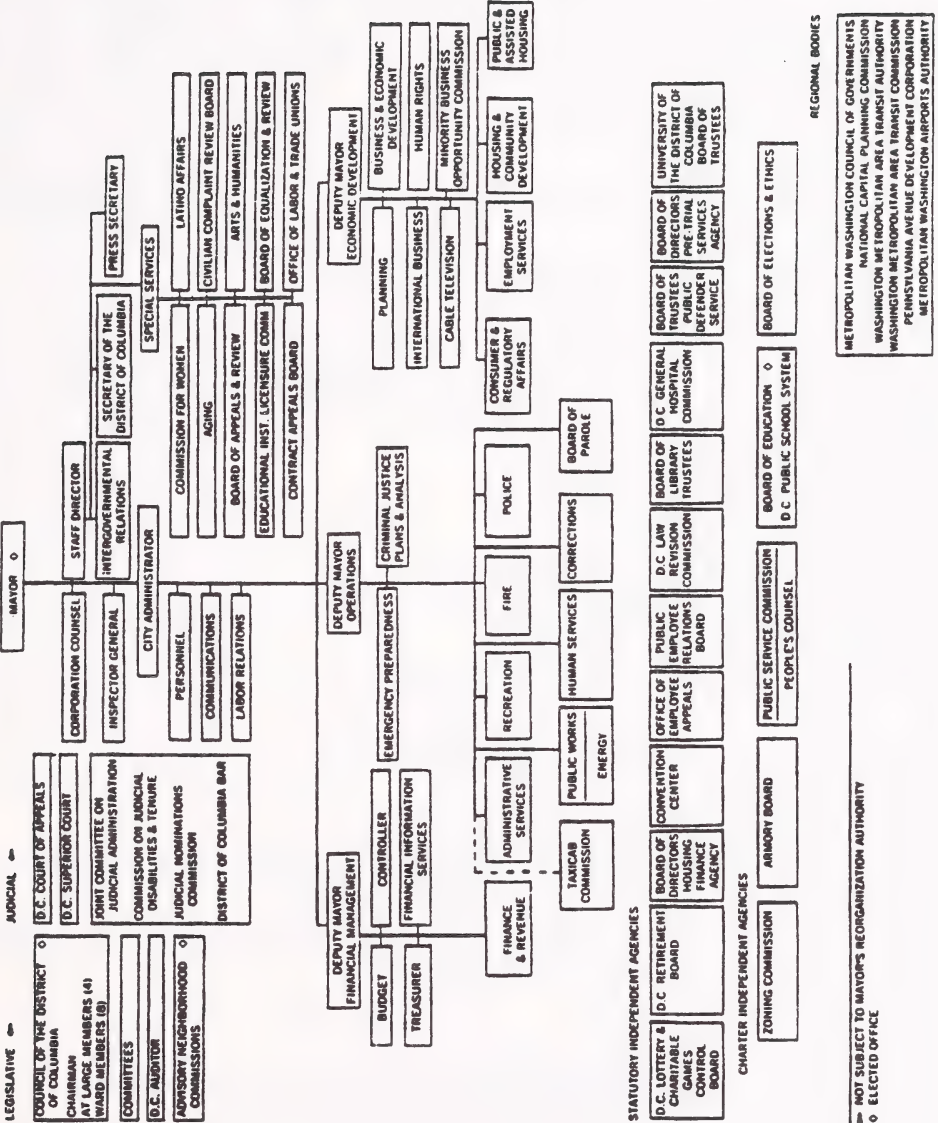 LEGISLATIVE
COUNCIL OF THE DISTRICT ◊
OF COLUMBIA
CHAIRMAN
AT LARGE MEMBERS (4)
WARD MEMBERS (8)
COMMITTEES
D.C. AUDITOR
ADVISORY NEIGHBORHOOD ◊
COMMISSIONS
JUDICIAL
D.C. COURT OF APPEALS
D.C. SUPERIOR COURT
JOINT COMMITTEE ON
JUDICIAL ADMINISTRATION
COMMISSION ON JUDICIAL
DISABILITIES & TENURE
JUDICIAL NOMINATIONS
COMMISSION
DISTRICT OF COLUMBIA BAR
MAYOR ◊
CORPORATION COUNSEL
STAFF DIRECTOR
INSPECTOR GENERAL
INTERGOVERNMENTAL
RELATIONS
SECRETARY OF THE
DISTRICT OF COLUMBIA
PRESS SECRETARY
CITY ADMINISTRATOR
SPECIAL SERVICES
PERSONNEL
COMMUNICATIONS
LABOR RELATIONS
COMMISSION FOR WOMEN
LATINO AFFAIRS
AGING
CIVILIAN COMPLAINT REVIEW BOARD
BOARD OF APPEALS & REVIEW
ARTS & HUMANITIES
EDUCATIONAL INST. LICENSURE COMM
BOARD OF EQUALIZATION & REVIEW
CONTRACT APPEALS BOARD
OFFICE OF LABOR & TRADE UNIONS
DEPUTY MAYOR
FINANCIAL MANAGEMENT
BUDGET
CONTROLLER
TREASURER
FINANCIAL INFORMATION
SERVICES
FINANCE
& REVENUE
DEPUTY MAYOR
OPERATIONS
EMERGENCY PREPAREDNESS
CRIMINAL JUSTICE
PLANS & ANALYSIS
ADMINISTRATIVE
SERVICES
RECREATION
FIRE
POLICE
TAXICAB
COMMISSION
PUBLIC WORKS
ENERGY
HUMAN SERVICES
CORRECTIONS
BOARD OF
PAROLE
DEPUTY MAYOR
ECONOMIC DEVELOPMENT
PLANNING
BUSINESS & ECONOMIC
DEVELOPMENT
INTERNATIONAL BUSINESS
HUMAN RIGHTS
CABLE TELEVISION
MINORITY BUSINESS
OPPORTUNITY COMMISSION
CONSUMER &
REGULATORY
AFFAIRS
EMPLOYMENT
SERVICES
HOUSING &
COMMUNITY
DEVELOPMENT
PUBLIC &
ASSISTED
HOUSING
STATUTORY INDEPENDENT AGENCIES
D.C. LOTTERY &
CHARITABLE
GAMES
CONTROL
BOARD
D.C RETIREMENT
BOARD
BOARD OF
DIRECTORS
HOUSING
FINANCE
AGENCY
CONVENTION
CENTER
OFFICE OF
EMPLOYEE
APPEALS
PUBLIC
EMPLOYEE
RELATIONS
BOARD
D.C LAW
REVISION
COMMISSION
BOARD OF
LIBRARY
TRUSTEES
D C GENERAL
HOSPITAL
COMMISSION
BOARD OF
TRUSTEES
PUBLIC
DEFENDER
SERVICE
BOARD OF
DIRECTORS
PRE-TRIAL
SERVICES
AGENCY
UNIVERSITY OF
THE DISTRICT OF
COLUMBIA
BOARD OF
TRUSTEES
CHARTER INDEPENDENT AGENCIES
ZONING COMMISSION
ARMORY BOARD
PUBLIC SERVICE COMMISSION
PEOPLE'S COUNSEL
BOARD OF EDUCATION ◊
D.C PUBLIC SCHOOL SYSTEM
BOARD OF ELECTIONS & ETHICS
REGIONAL BODIES
METROPOLITAN WASHINGTON COUNCIL OF GOVERNMENTS
NATIONAL CAPITAL PLANNING COMMISSION
WASHINGTON METROPOLITAN AREA TRANSIT AUTHORITY
WASHINGTON METROPOLITAN AREA TRANSIT COMMISSION
PENNSYLVANIA AVENUE DEVELOPMENT CORPORATION
METROPOLITAN WASHINGTON AIRPORTS AUTHORITY
NOT SUBJECT TO MAYOR'S REORGANIZATION AUTHORITY
◊ ELECTED OFFICE